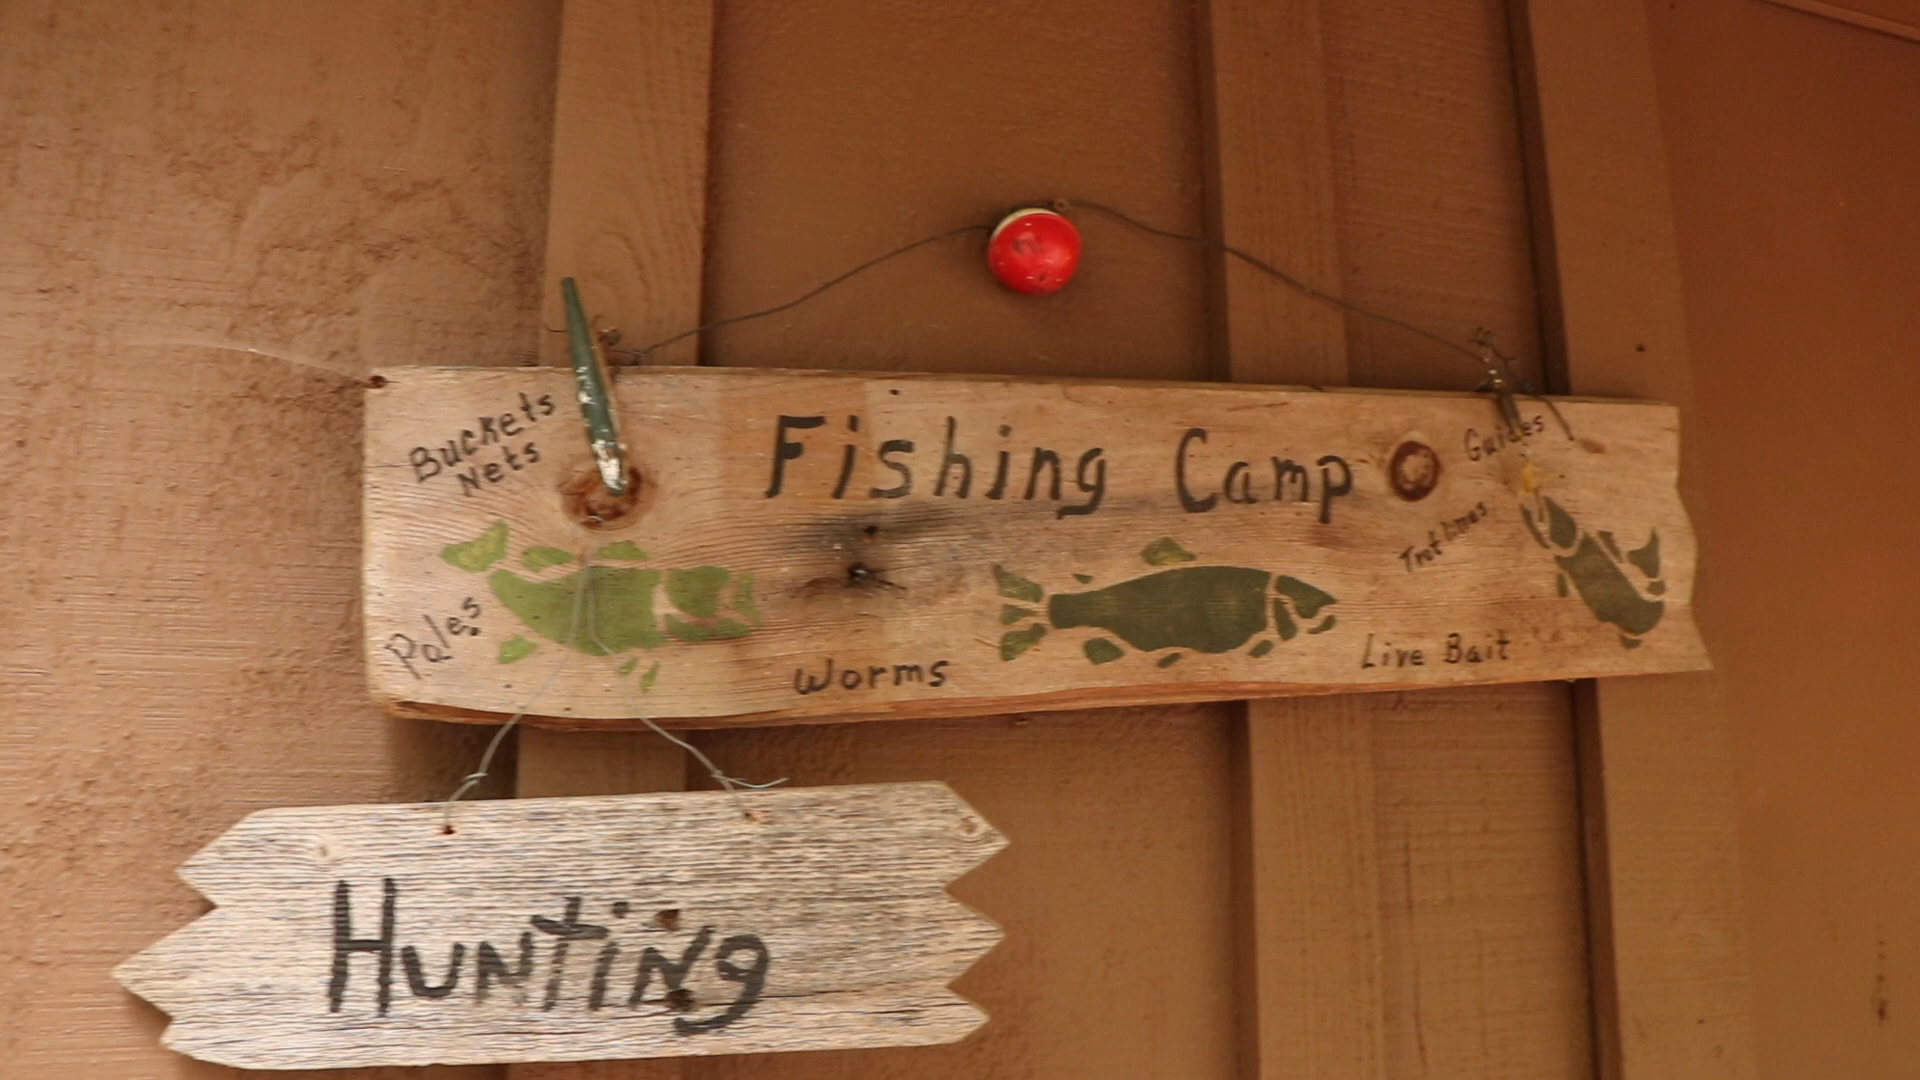 Buckets
Nets
Fishing Camp
Guides
Trot lines
Poles
Worms
Live Bait
Hunting